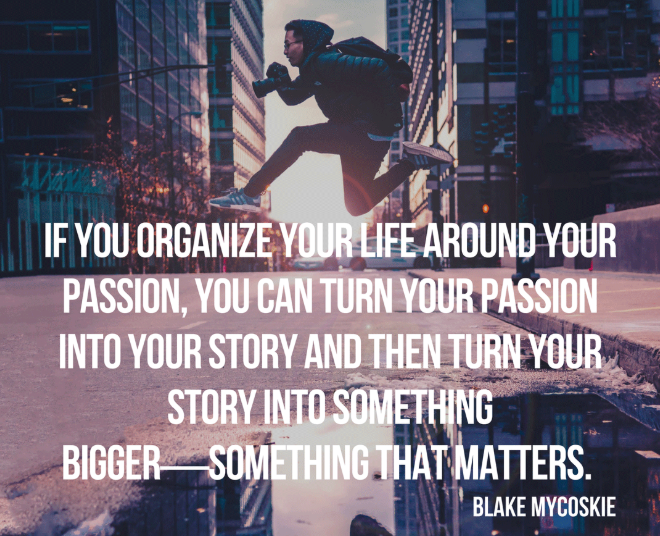 IF YOU ORGANIZE YOUR LIFE AROUND YOUR
PASSION, YOU CAN TURN YOUR PASSION
INTO YOUR STORY AND THEN TURN YOUR
STORY INTO SOMETHING
BIGGER—SOMETHING THAT MATTERS.
BLAKE MYCOSKIE